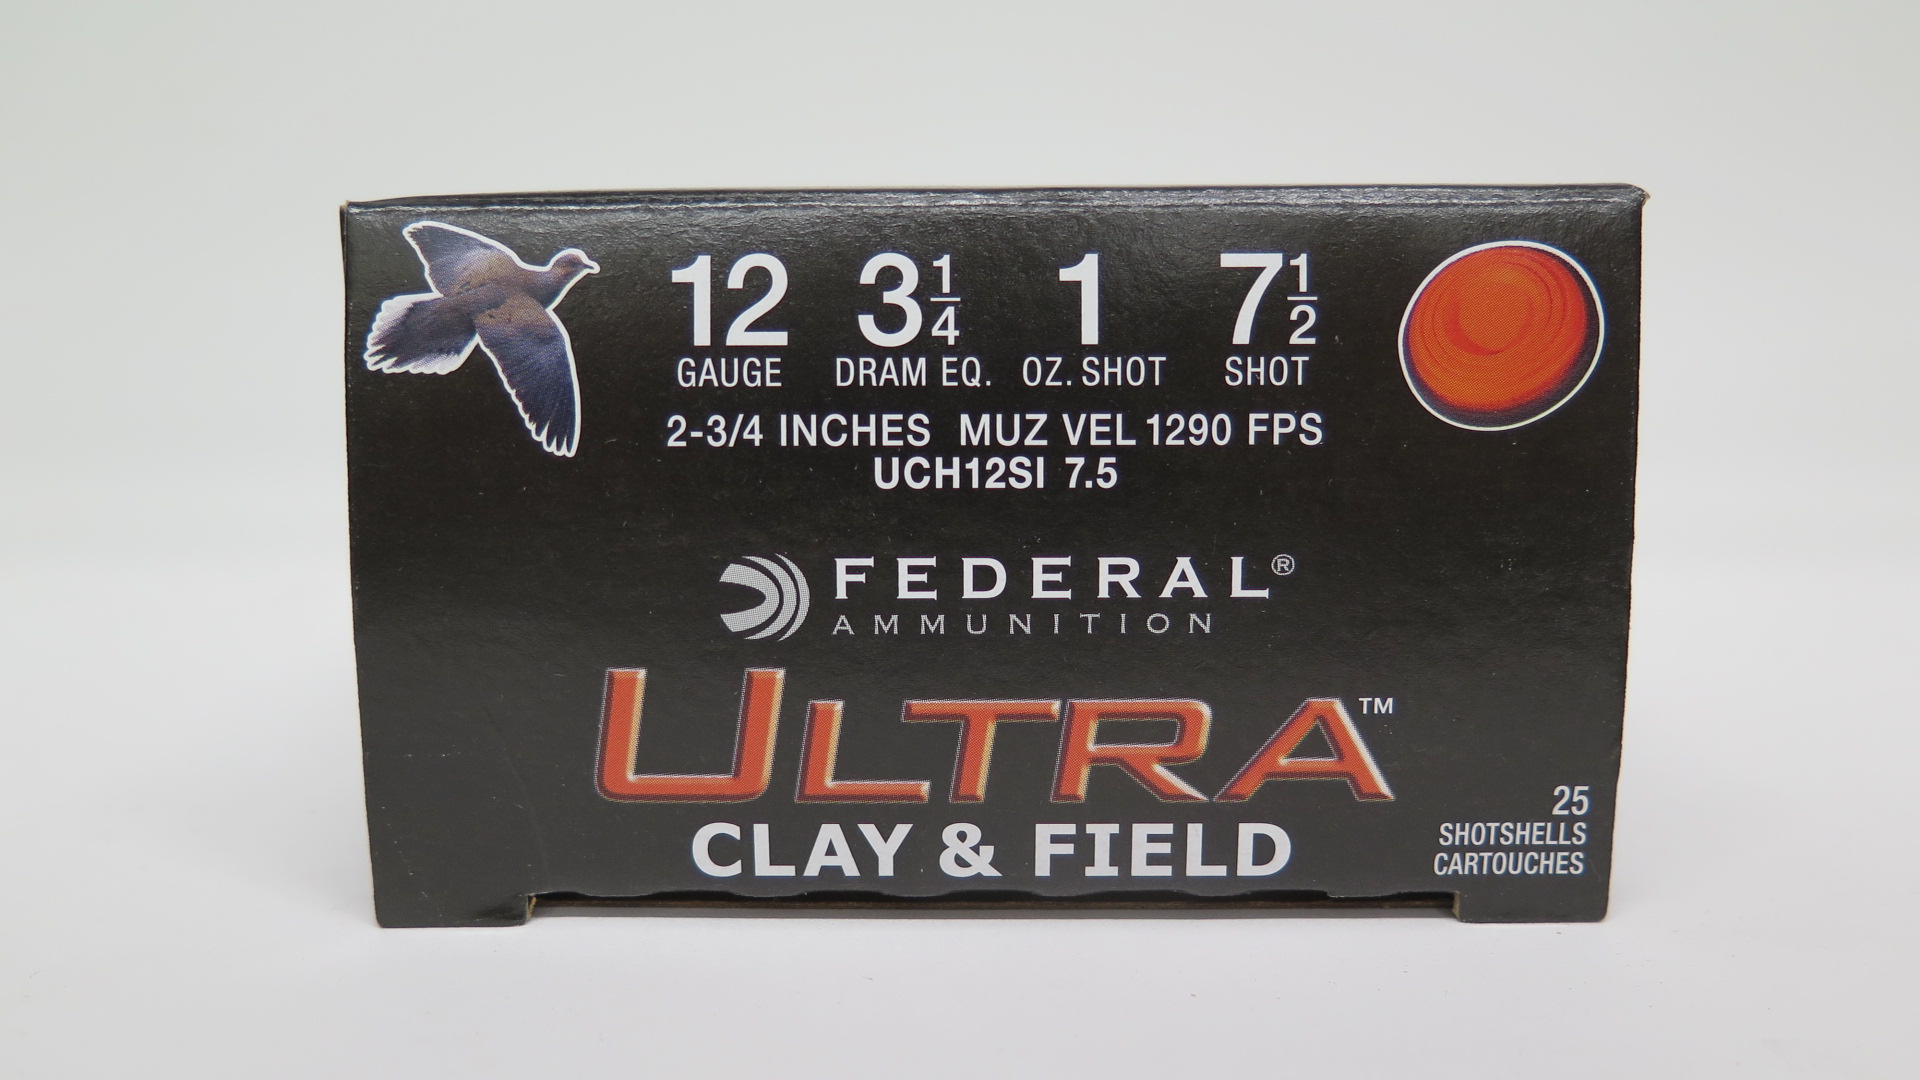 12 3 1/4 1 7 1/2
GAUGE DRAM EQ. OZ. SHOT SHOT
2-3/4 INCHES MUZ VEL 1290 FPS
UCH12SI 7.5
FEDERAL®
AMMUNITION
ULTRA™
CLAY & FIELD
25
SHOTSHELLS
CARTOUCHES